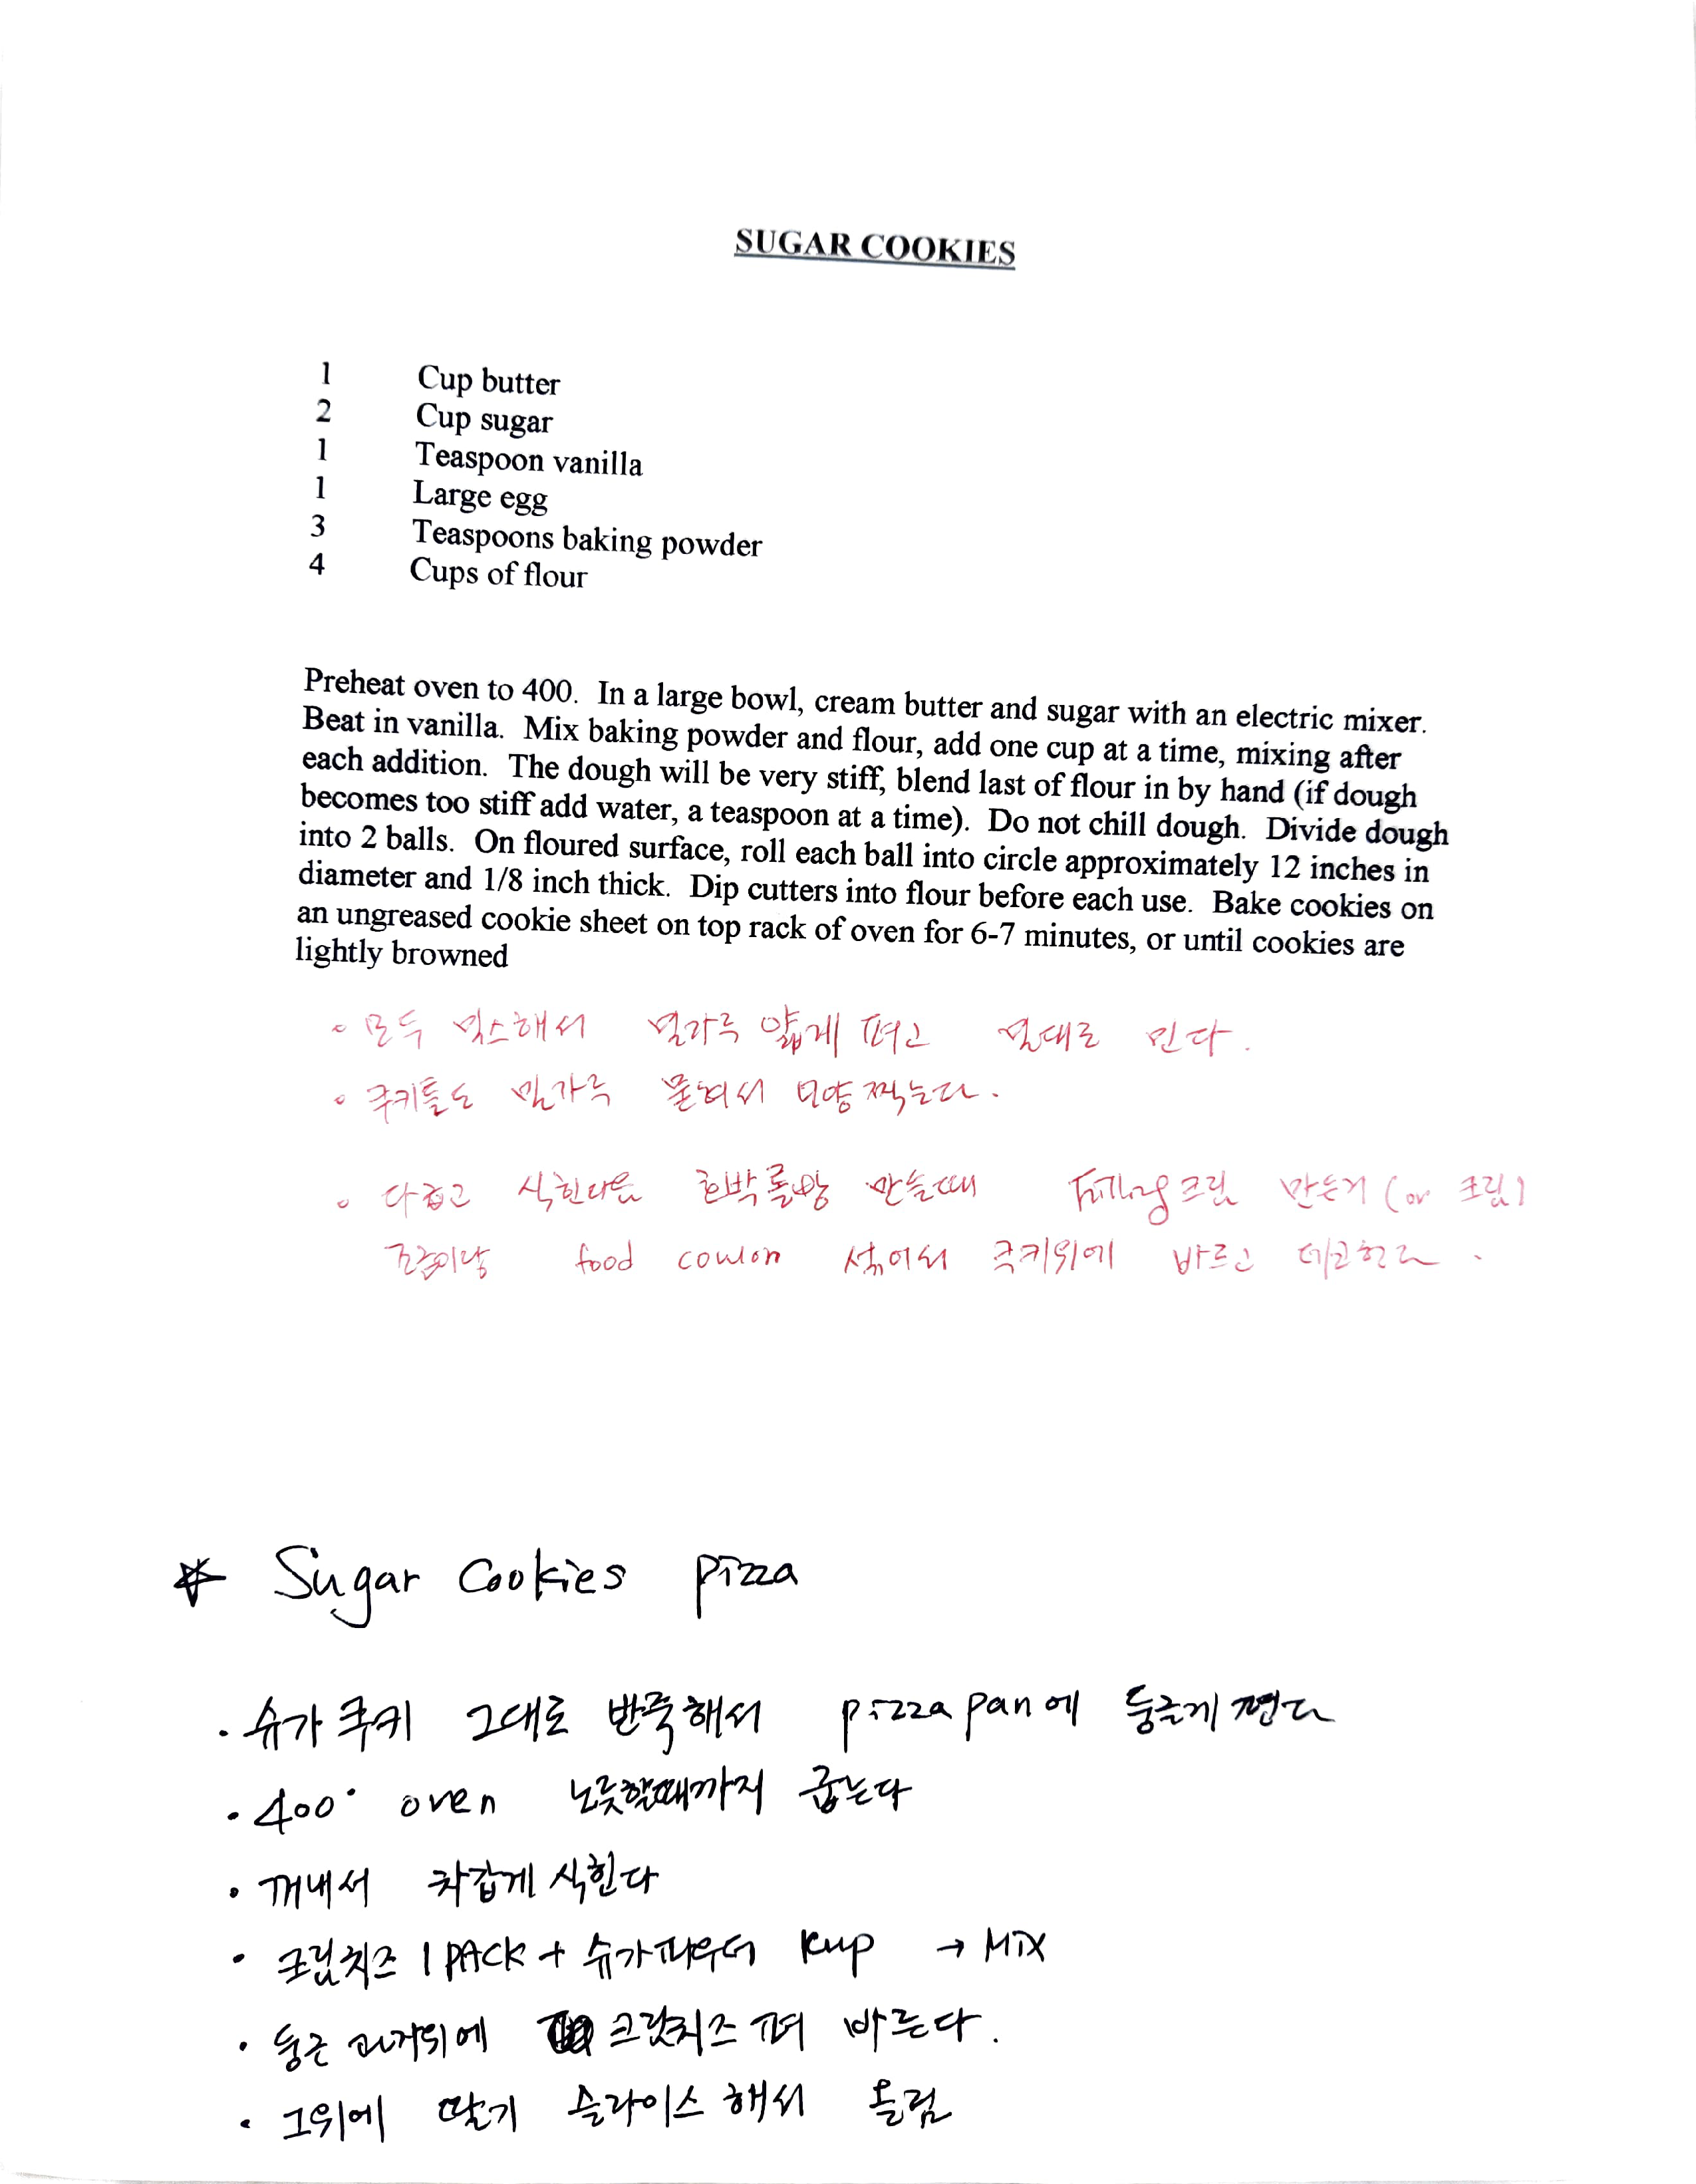 SUGAR COOKIES
1 Cup butter
2 Cup sugar
1 Teaspoon vanilla
1 Large egg
3 Teaspoons baking powder
4 Cups of flour
Preheat oven to 400. In a large bowl, cream butter and sugar with an electric mixer.
Beat in vanilla. Mix baking powder and flour, add one cup at a time, mixing after
each addition. The dough will be very stiff, blend last of flour in by hand (if dough
becomes too stiff add water, a teaspoon at a time). Do not chill dough. Divide dough
into 2 balls. On floured surface, roll each ball into circle approximately 12 inches in
diameter and 1/8 inch thick. Dip cutters into flour before each use. Bake cookies on
an ungreased cookie sheet on top rack of oven for 6-7 minutes, or until cookies are
lightly browned
◦ 모두 믹스해서 밀가루 얇게 펴고 밀대로 민다.
◦ 쿠키틀도 밀가루 묻혀서 모양 찍는다.
◦ 다굽고 식힌다음 호박롤빵 만들때 Filling크림 만든거 (or 크림)
food 섞어서 쿠키위에 바르고 데코한다.
* Sugar Cookies pizza
· 슈가쿠키 그대로 반죽해서 pizza pan에 둥글게 편다
· 400° oven 노릇할때까지 굽는다
· 꺼내서 차갑게 식힌다
· 크림치즈 1 PACK + 슈가파우더 1cup → MiX
· 둥근 과자위에 크림치즈 펴 바른다.
· 그위에 딸기 슬라이스 해서 올림